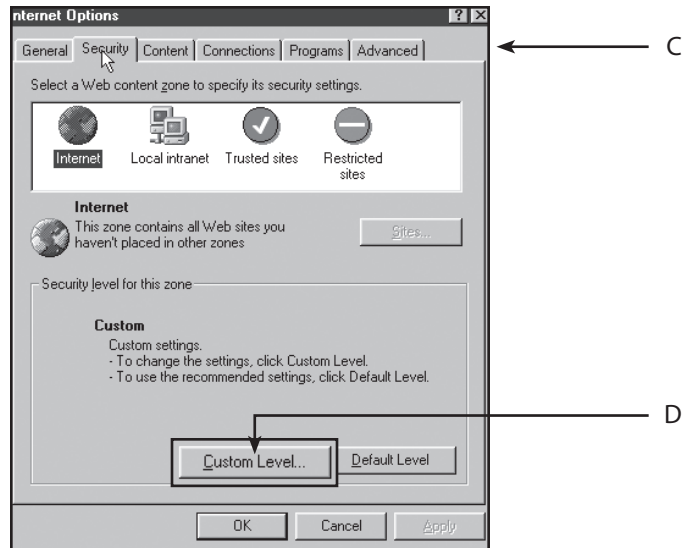 nternet Options
General Security Content Connections Programs Advanced
C
Select a Web content zone to specify its security settings.
Internet Local intranet Trusted sites Restricted
sites
Internet
This zone contains all Web sites you
haven't placed in other zones
Sites...
Security level for this zone
Custom
Custom settings.
- To change the settings, click Custom Level.
- To use the recommended settings, click Default Level.
D
Custom Level... Default Level
OK Cancel Apply